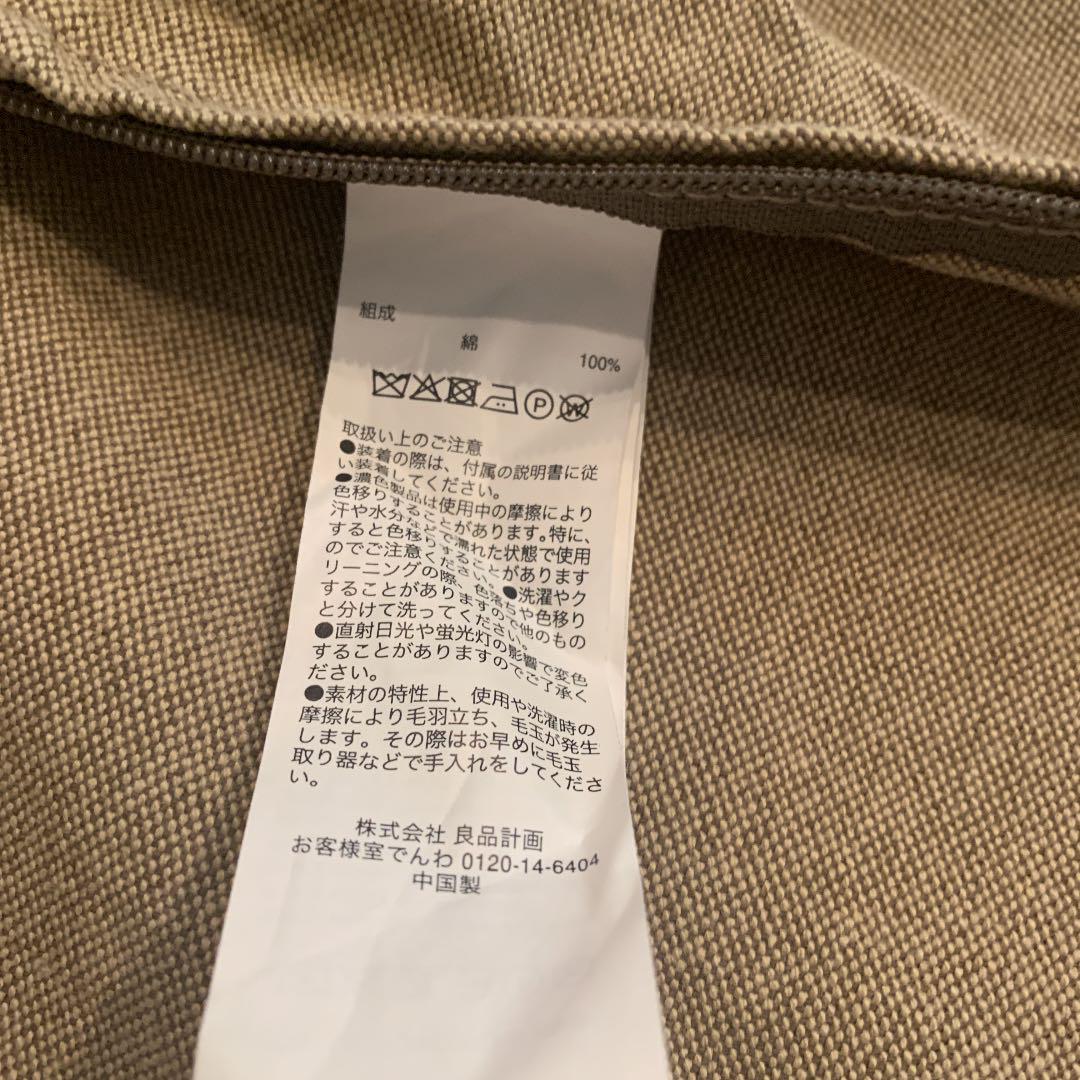 組成
綿
100%
P
W
取扱い上のご注意
●装着の際は、付属の説明書に従
い装着してください。
●濃色製品は使用中の摩擦により
色移りすることがあります。特に、
汗や水分などで濡れた状態で使用
すると色移りすることがあります
のでご注意ください。●洗濯やク
リーニングの際、色落ちや色移り
することがありますので他のもの
と分けて洗ってください。
●直射日光や蛍光灯の影響で変色
することがありますのでご了承く
ださい。
●素材の特性上、使用や洗濯時の
摩擦により毛羽立ち、毛玉が発生
します。その際はお早めに毛玉
取り器などで手入れをしてくださ
い。
株式会社 良品計画
お客様室でんわ 0120-14-6404
中国製